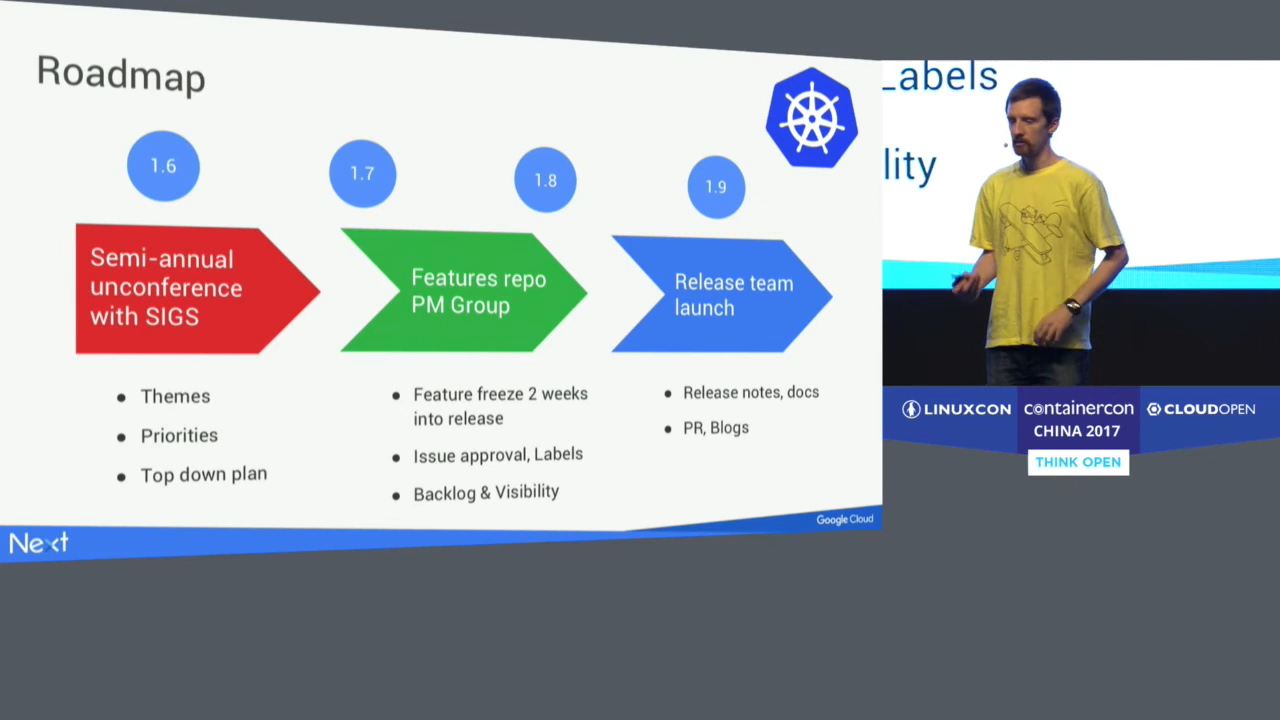 Roadmap
1.6
1.7
1.8
1.9
Semi-annual
unconference
with SIGS
Features repo
PM Group
Release team
launch
Themes
Priorities
Top down plan
Feature freeze 2 weeks
into release
Issue approval, Labels
Backlog & Visibility
Release notes, docs
PR, Blogs
Next
Google Cloud
Labels
lity
LINUXCON
containercon
CLOUDOPEN
CHINA 2017
THINK OPEN